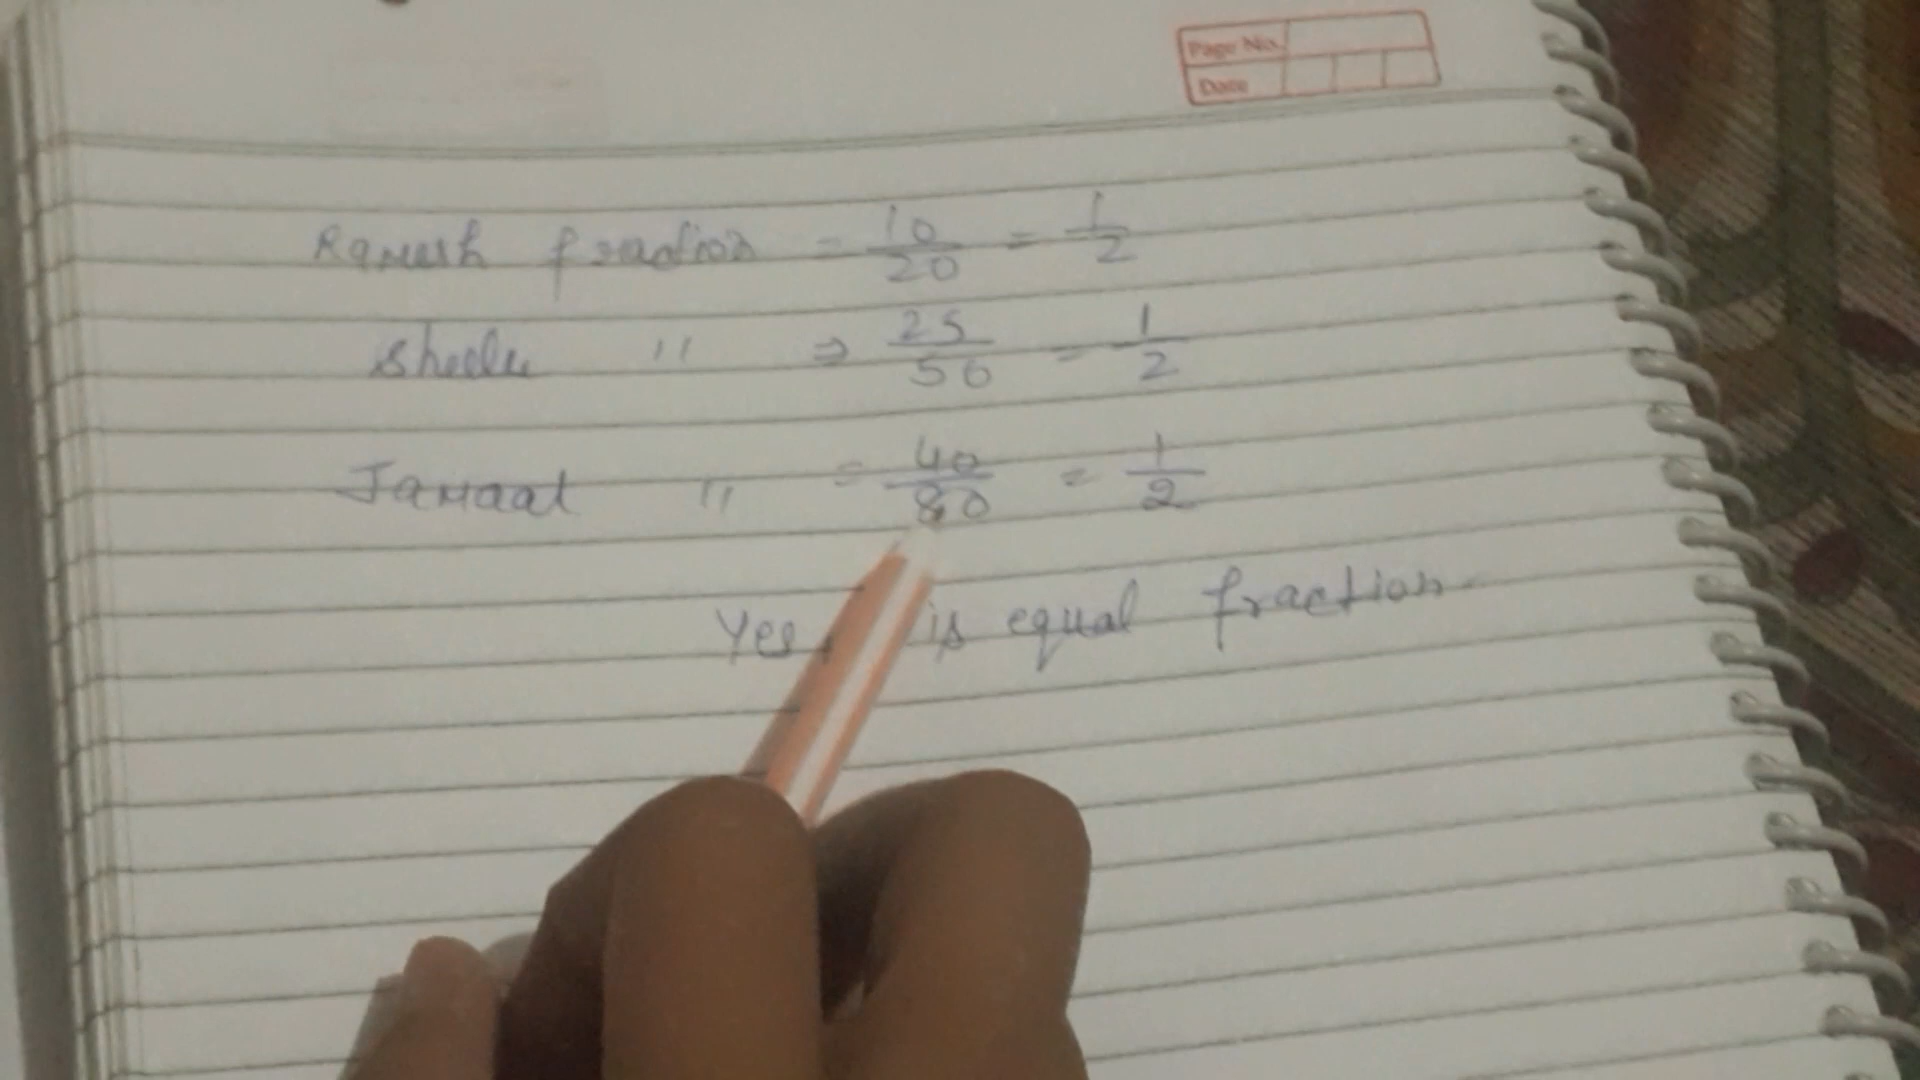 Page No.
Date
Ramesh fraction = 10/20 = 1/2
Sheelu " ⇒ 25/50 = 1/2
Jamaal " = 40/80 = 1/2
Yes, is equal fraction